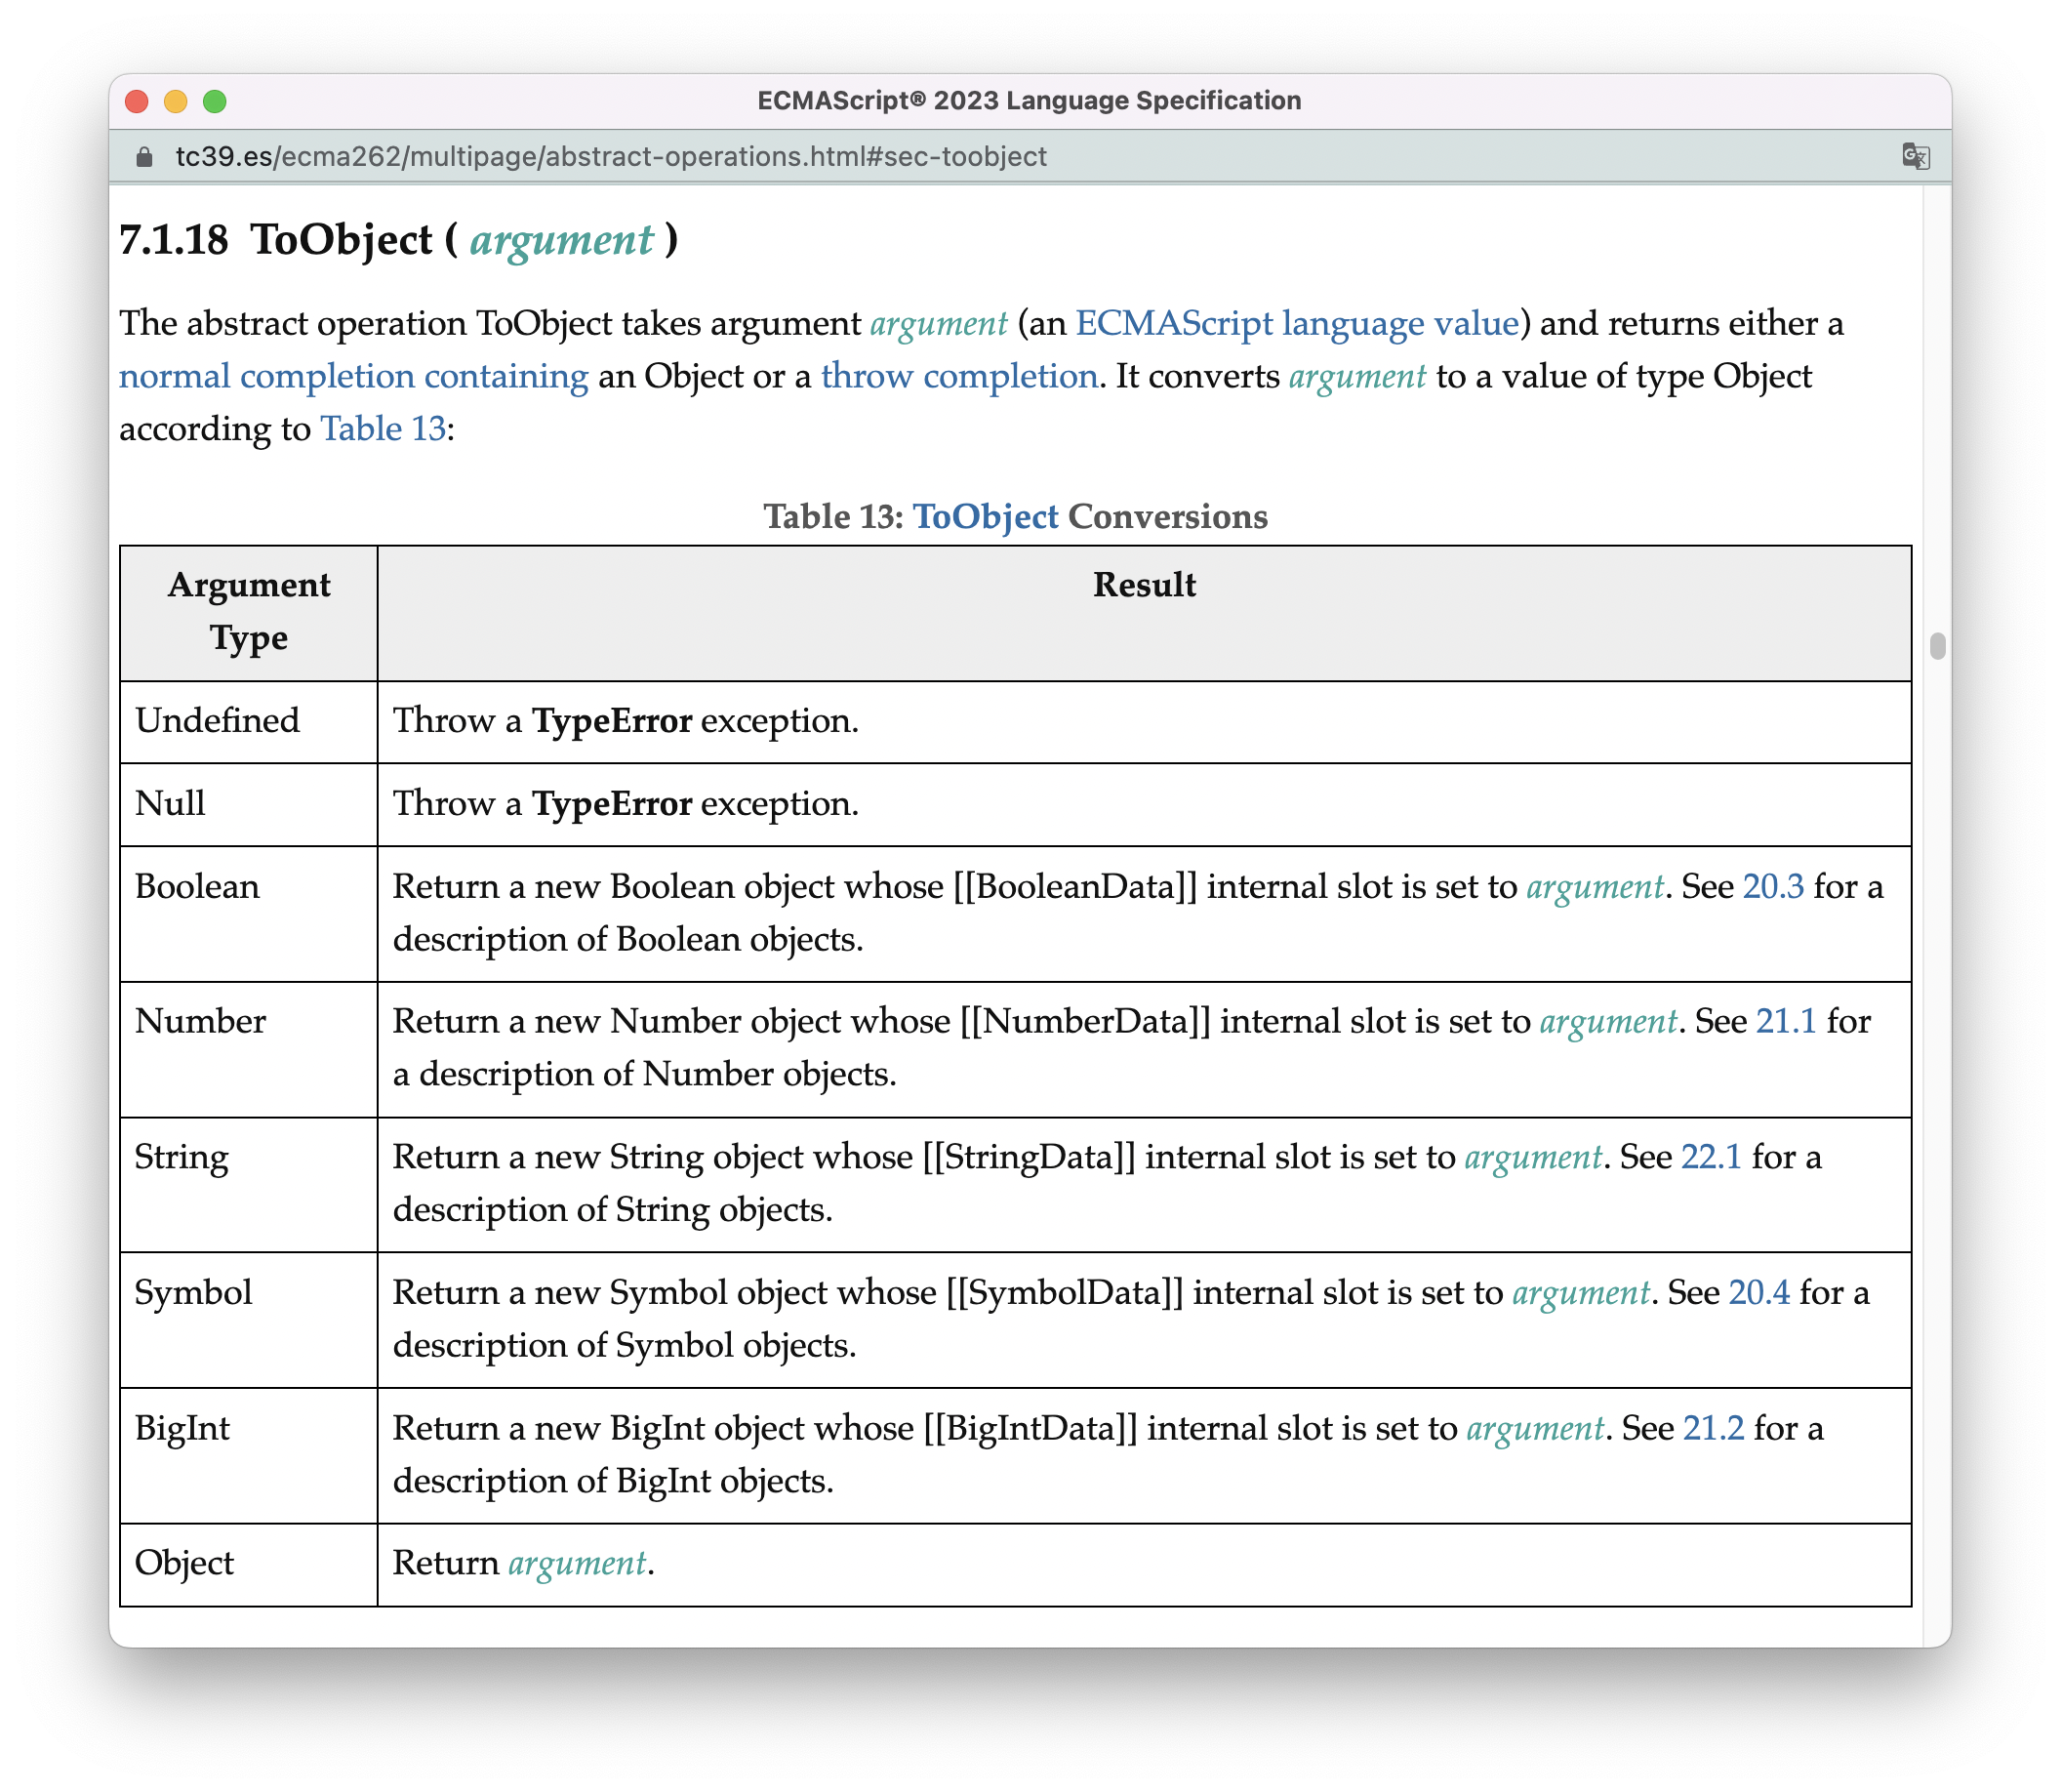 ECMAScript® 2023 Language Specification
tc39.es/ecma262/multipage/abstract-operations.html#sec-toobject
7.1.18 ToObject ( argument )
The abstract operation ToObject takes argument argument (an ECMAScript language value) and returns either a
normal completion containing an Object or a throw completion. It converts argument to a value of type Object
according to Table 13:
Table 13: ToObject Conversions
Argument
Type
Result
Undefined
Throw a TypeError exception.
Null
Throw a TypeError exception.
Boolean
Return a new Boolean object whose [[BooleanData]] internal slot is set to argument. See 20.3 for a
description of Boolean objects.
Number
Return a new Number object whose [[NumberData]] internal slot is set to argument. See 21.1 for
a description of Number objects.
String
Return a new String object whose [[StringData]] internal slot is set to argument. See 22.1 for a
description of String objects.
Symbol
Return a new Symbol object whose [[SymbolData]] internal slot is set to argument. See 20.4 for a
description of Symbol objects.
BigInt
Return a new BigInt object whose [[BigIntData]] internal slot is set to argument. See 21.2 for a
description of BigInt objects.
Object
Return argument.